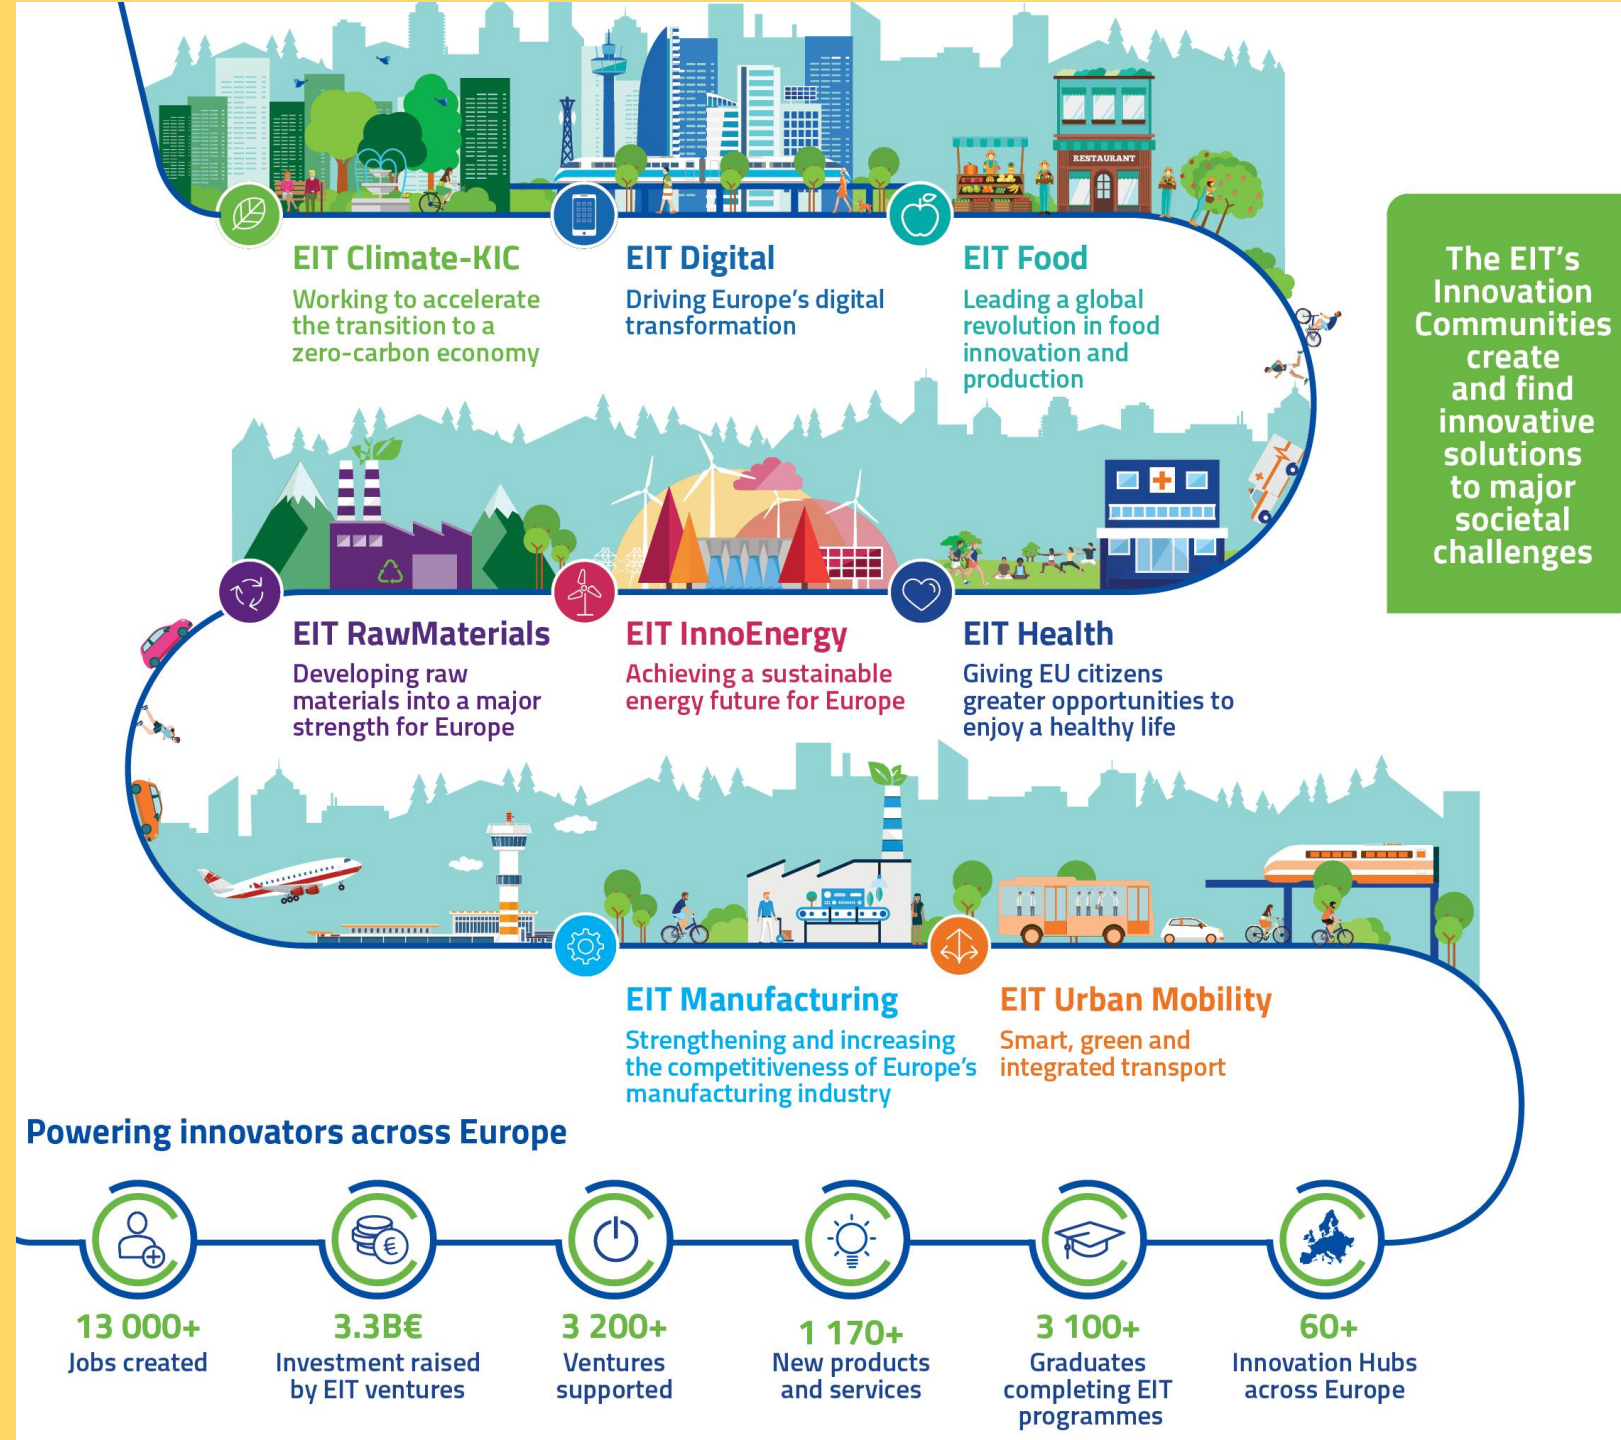 RESTAURANT
EIT Climate-KIC
Working to accelerate
the transition to a
zero-carbon economy
EIT Digital
Driving Europe's digital
transformation
EIT Food
Leading a global
revolution in food
innovation and
production
The EIT's
Innovation
Communities
create
and find
innovative
solutions
to major
societal
challenges
EIT RawMaterials
Developing raw
materials into a major
strength for Europe
EIT InnoEnergy
Achieving a sustainable
energy future for Europe
EIT Health
Giving EU citizens
greater opportunities to
enjoy a healthy life
EIT Manufacturing
Strengthening and increasing
the competitiveness of Europe's
manufacturing industry
EIT Urban Mobility
Smart, green and
integrated transport
Powering innovators across Europe
13 000+
Jobs created
3.3B€
Investment raised
by EIT ventures
3 200+
Ventures
supported
1 170+
New products
and services
3 100+
Graduates
completing EIT
programmes
60+
Innovation Hubs
across Europe